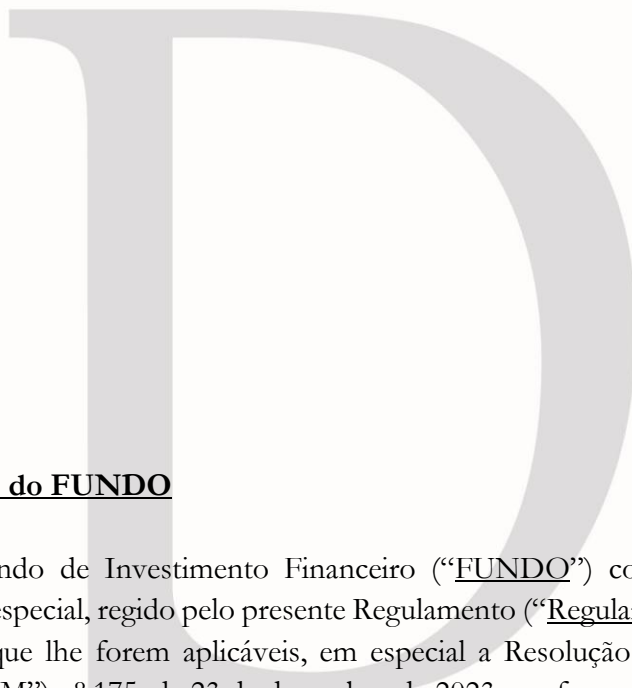 D
do FUNDO
ndo de Investimento Financeiro (“FUNDO”) co
especial, regido pelo presente Regulamento (“Regula
que lhe forem aplicáveis, em especial a Resolução